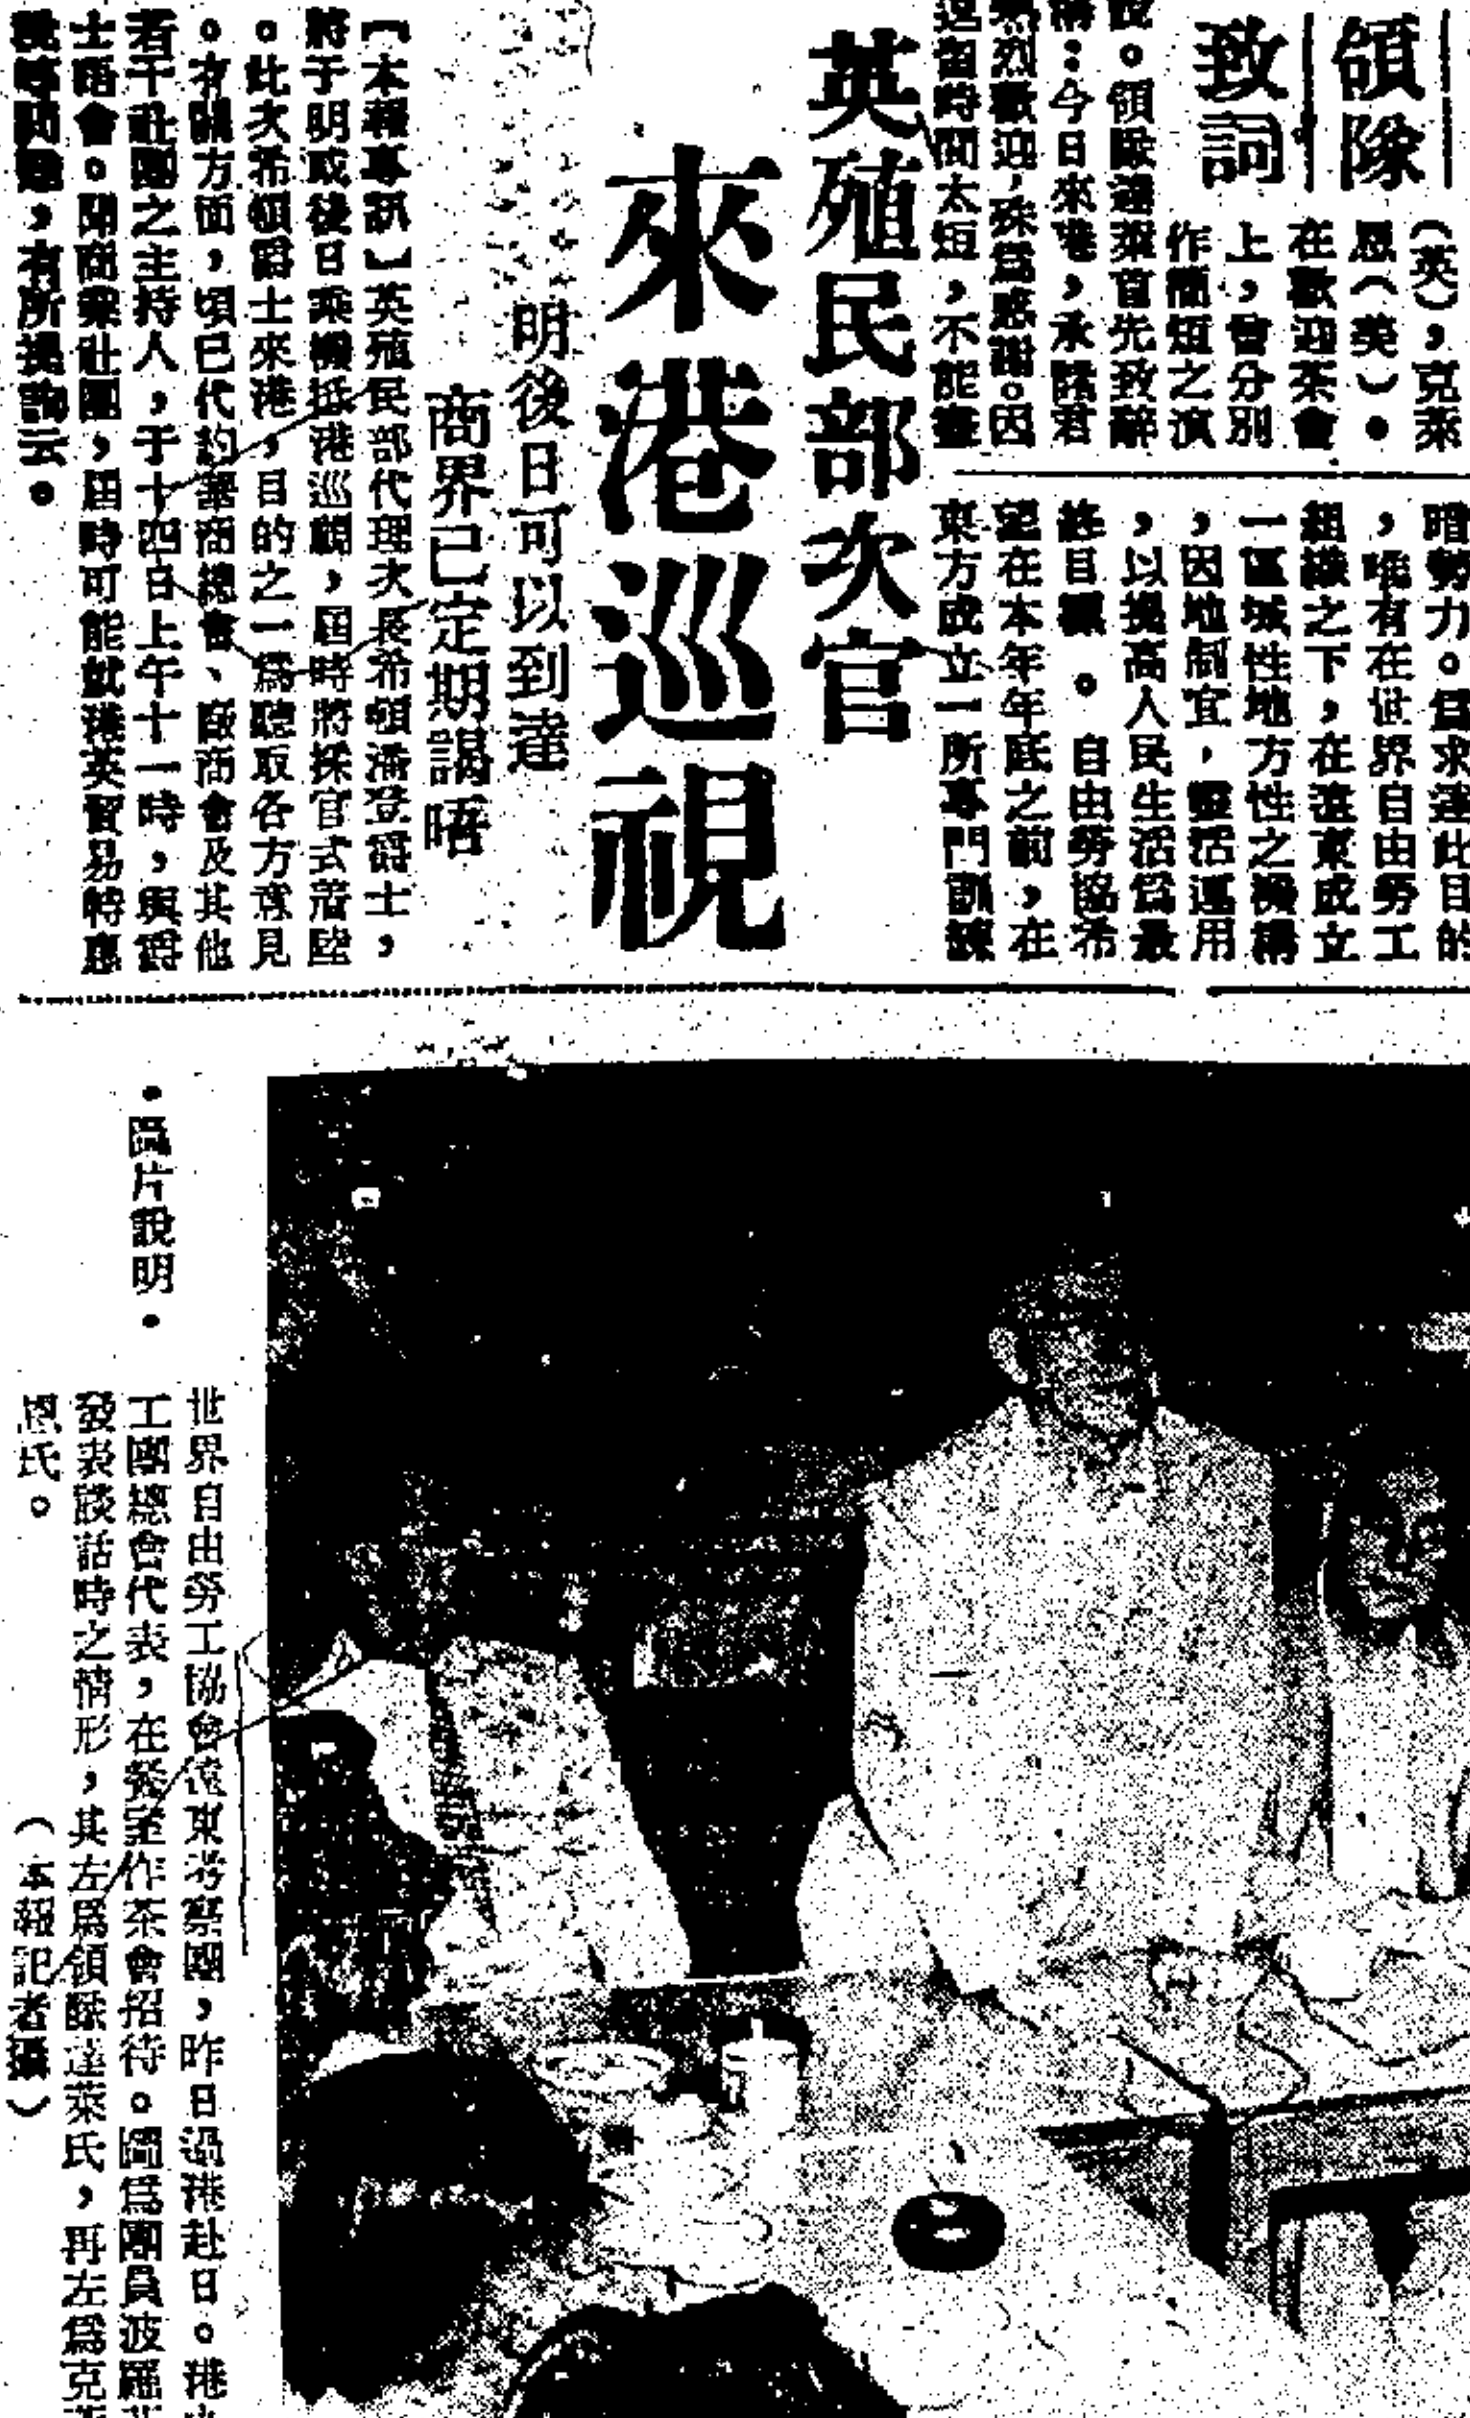 領隊
致詞
（英），克萊
恩（美）。
在歡迎茶會
上，曾分別
作簡短之演
說。領隊達萊首先致辭
稱：今日來港，承諸君
熱烈歡迎，殊爲感謝。因
逗留時間太短，不能盡
暗勢力。爲求達此目的
，唯有在世界自由勞工
組織之下，在遠東成立
一區域性地方性之機構
，因地制宜，靈活運用
，以提高人民生活爲最
終目標。自由勞協希
望在本年年底之前，在
東方成立一所專門訓練
英殖民部次官
來港巡視
明後日可以到達
商界已定期謁唔
【本報專訊】英殖民部代理次長希頓潘登爵士，
將于明或後日乘機抵港巡視，屆時將採官式着陸
。此次希頓爵士來港，目的之一爲聽取各方意見
。有關方面，頃已代約華商總會、廠商會及其他
若干社團之主持人，于十四日上午十一時，與爵
士晤會。聞商業社團，屆時可能就港英貿易特惠
稅等問題，有所提詢云。
•圖片說明•
世界自由勞工協會遠東考察團，昨日過港赴日。港
工團總會代表，在餐室作茶會招待。圖爲團員波羅
發表談話時之情形，其左爲領隊達萊氏，再左爲克
恩氏。
（本報記者攝）